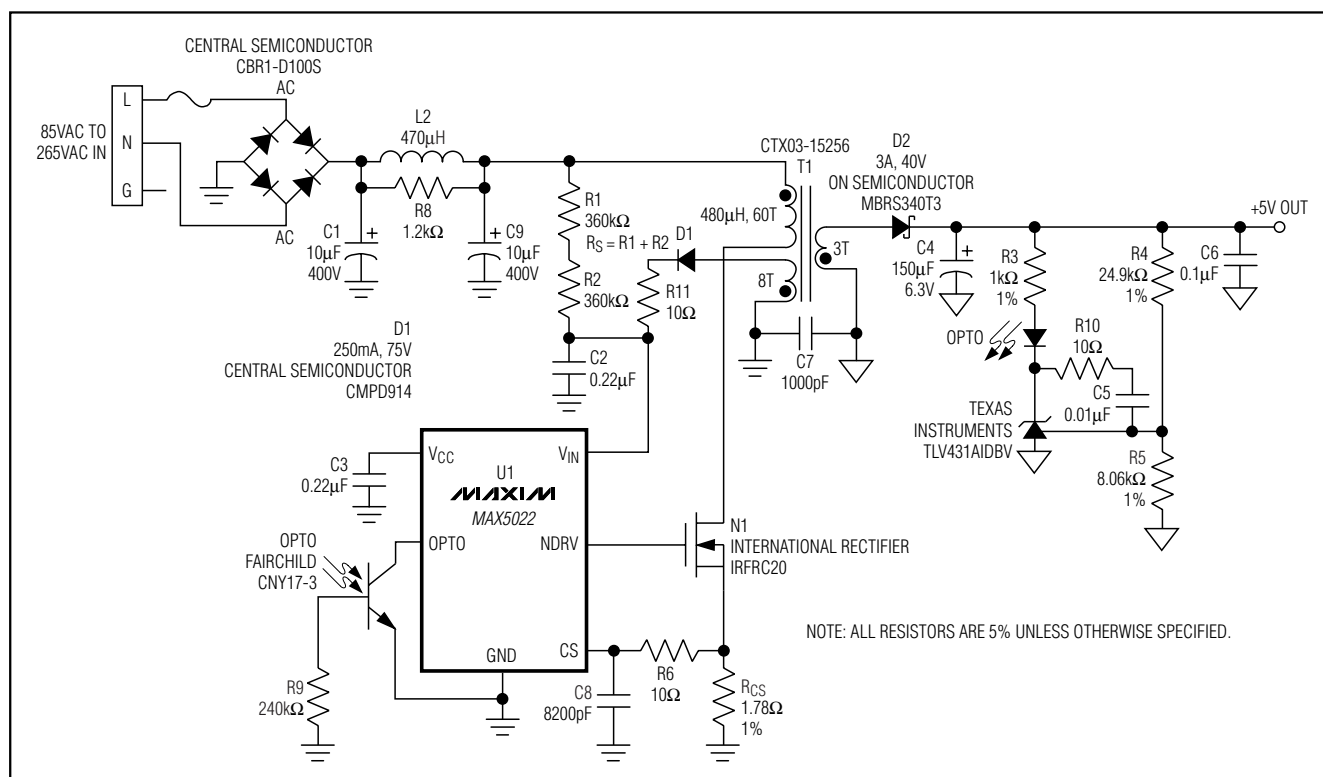 CENTRAL SEMICONDUCTOR
CBR1-D100S
AC
L
N
G
85VAC TO
265VAC IN
AC
L2
470µH
R8
1.2kΩ
C1
10µF
400V
+
C9
10µF
400V
+
R1
360kΩ
RS = R1 + R2
R2
360kΩ
D1
R11
10Ω
C2
0.22µF
D1
250mA, 75V
CENTRAL SEMICONDUCTOR
CMPD914
CTX03-15256
T1
480µH, 60T
8T
3T
C7
1000pF
D2
3A, 40V
ON SEMICONDUCTOR
MBRS340T3
+5V OUT
C4
150µF
6.3V
+
R3
1kΩ
1%
R4
24.9kΩ
1%
C6
0.1µF
OPTO
R10
10Ω
C5
0.01µF
TEXAS
INSTRUMENTS
TLV431AIDBV
R5
8.06kΩ
1%
C3
0.22µF
VCC
VIN
U1
MAXIM
MAX5022
OPTO
NDRV
CS
GND
OPTO
FAIRCHILD
CNY17-3
R9
240kΩ
N1
INTERNATIONAL RECTIFIER
IRFRC20
C8
8200pF
R6
10Ω
RCS
1.78Ω
1%
NOTE: ALL RESISTORS ARE 5% UNLESS OTHERWISE SPECIFIED.